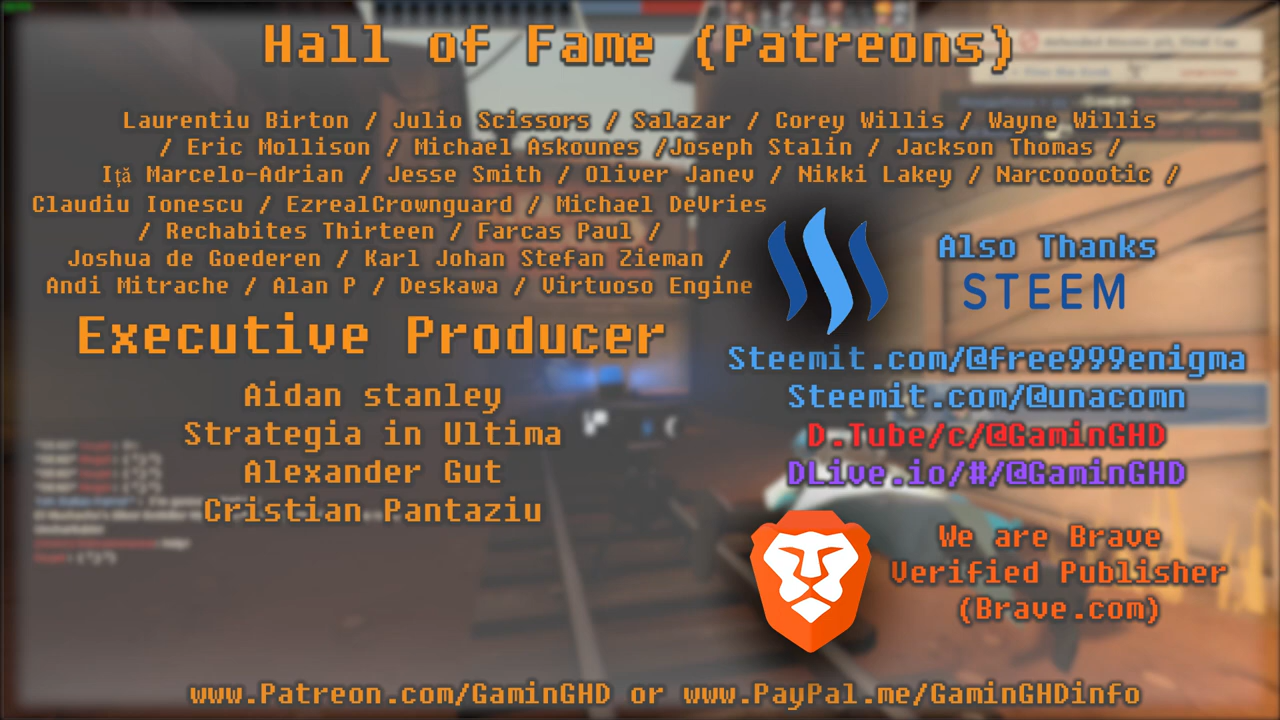 Hall of Fame (Patreons)
Laurentiu Birton / Julio Scissors / Salazar / Corey Willis / Wayne Willis
/ Eric Mollison / Michael Askounes /Joseph Stalin / Jackson Thomas /
Iță Marcelo-Adrian / Jesse Smith / Oliver Janev / Nikki Lakey / Narcooootic /
Claudiu Ionescu / EzrealCrownguard / Michael DeVries
/ Rechabites Thirteen / Farcas Paul /
Joshua de Goederen / Karl Johan Stefan Zieman /
Andi Mitrache / Alan P / Deskawa / Virtuoso Engine
Executive Producer
Aidan stanley
Strategia in Ultima
Alexander Gut
Cristian Pantaziu
Also Thanks
STEEM
Steemit.com/@free999enigma
Steemit.com/@unacomn
D.Tube/c/@GaminGHD
DLive.io/#/@GaminGHD
We are Brave
Verified Publisher
(Brave.com)
www.Patreon.com/GaminGHD or www.PayPal.me/GaminGHDinfo